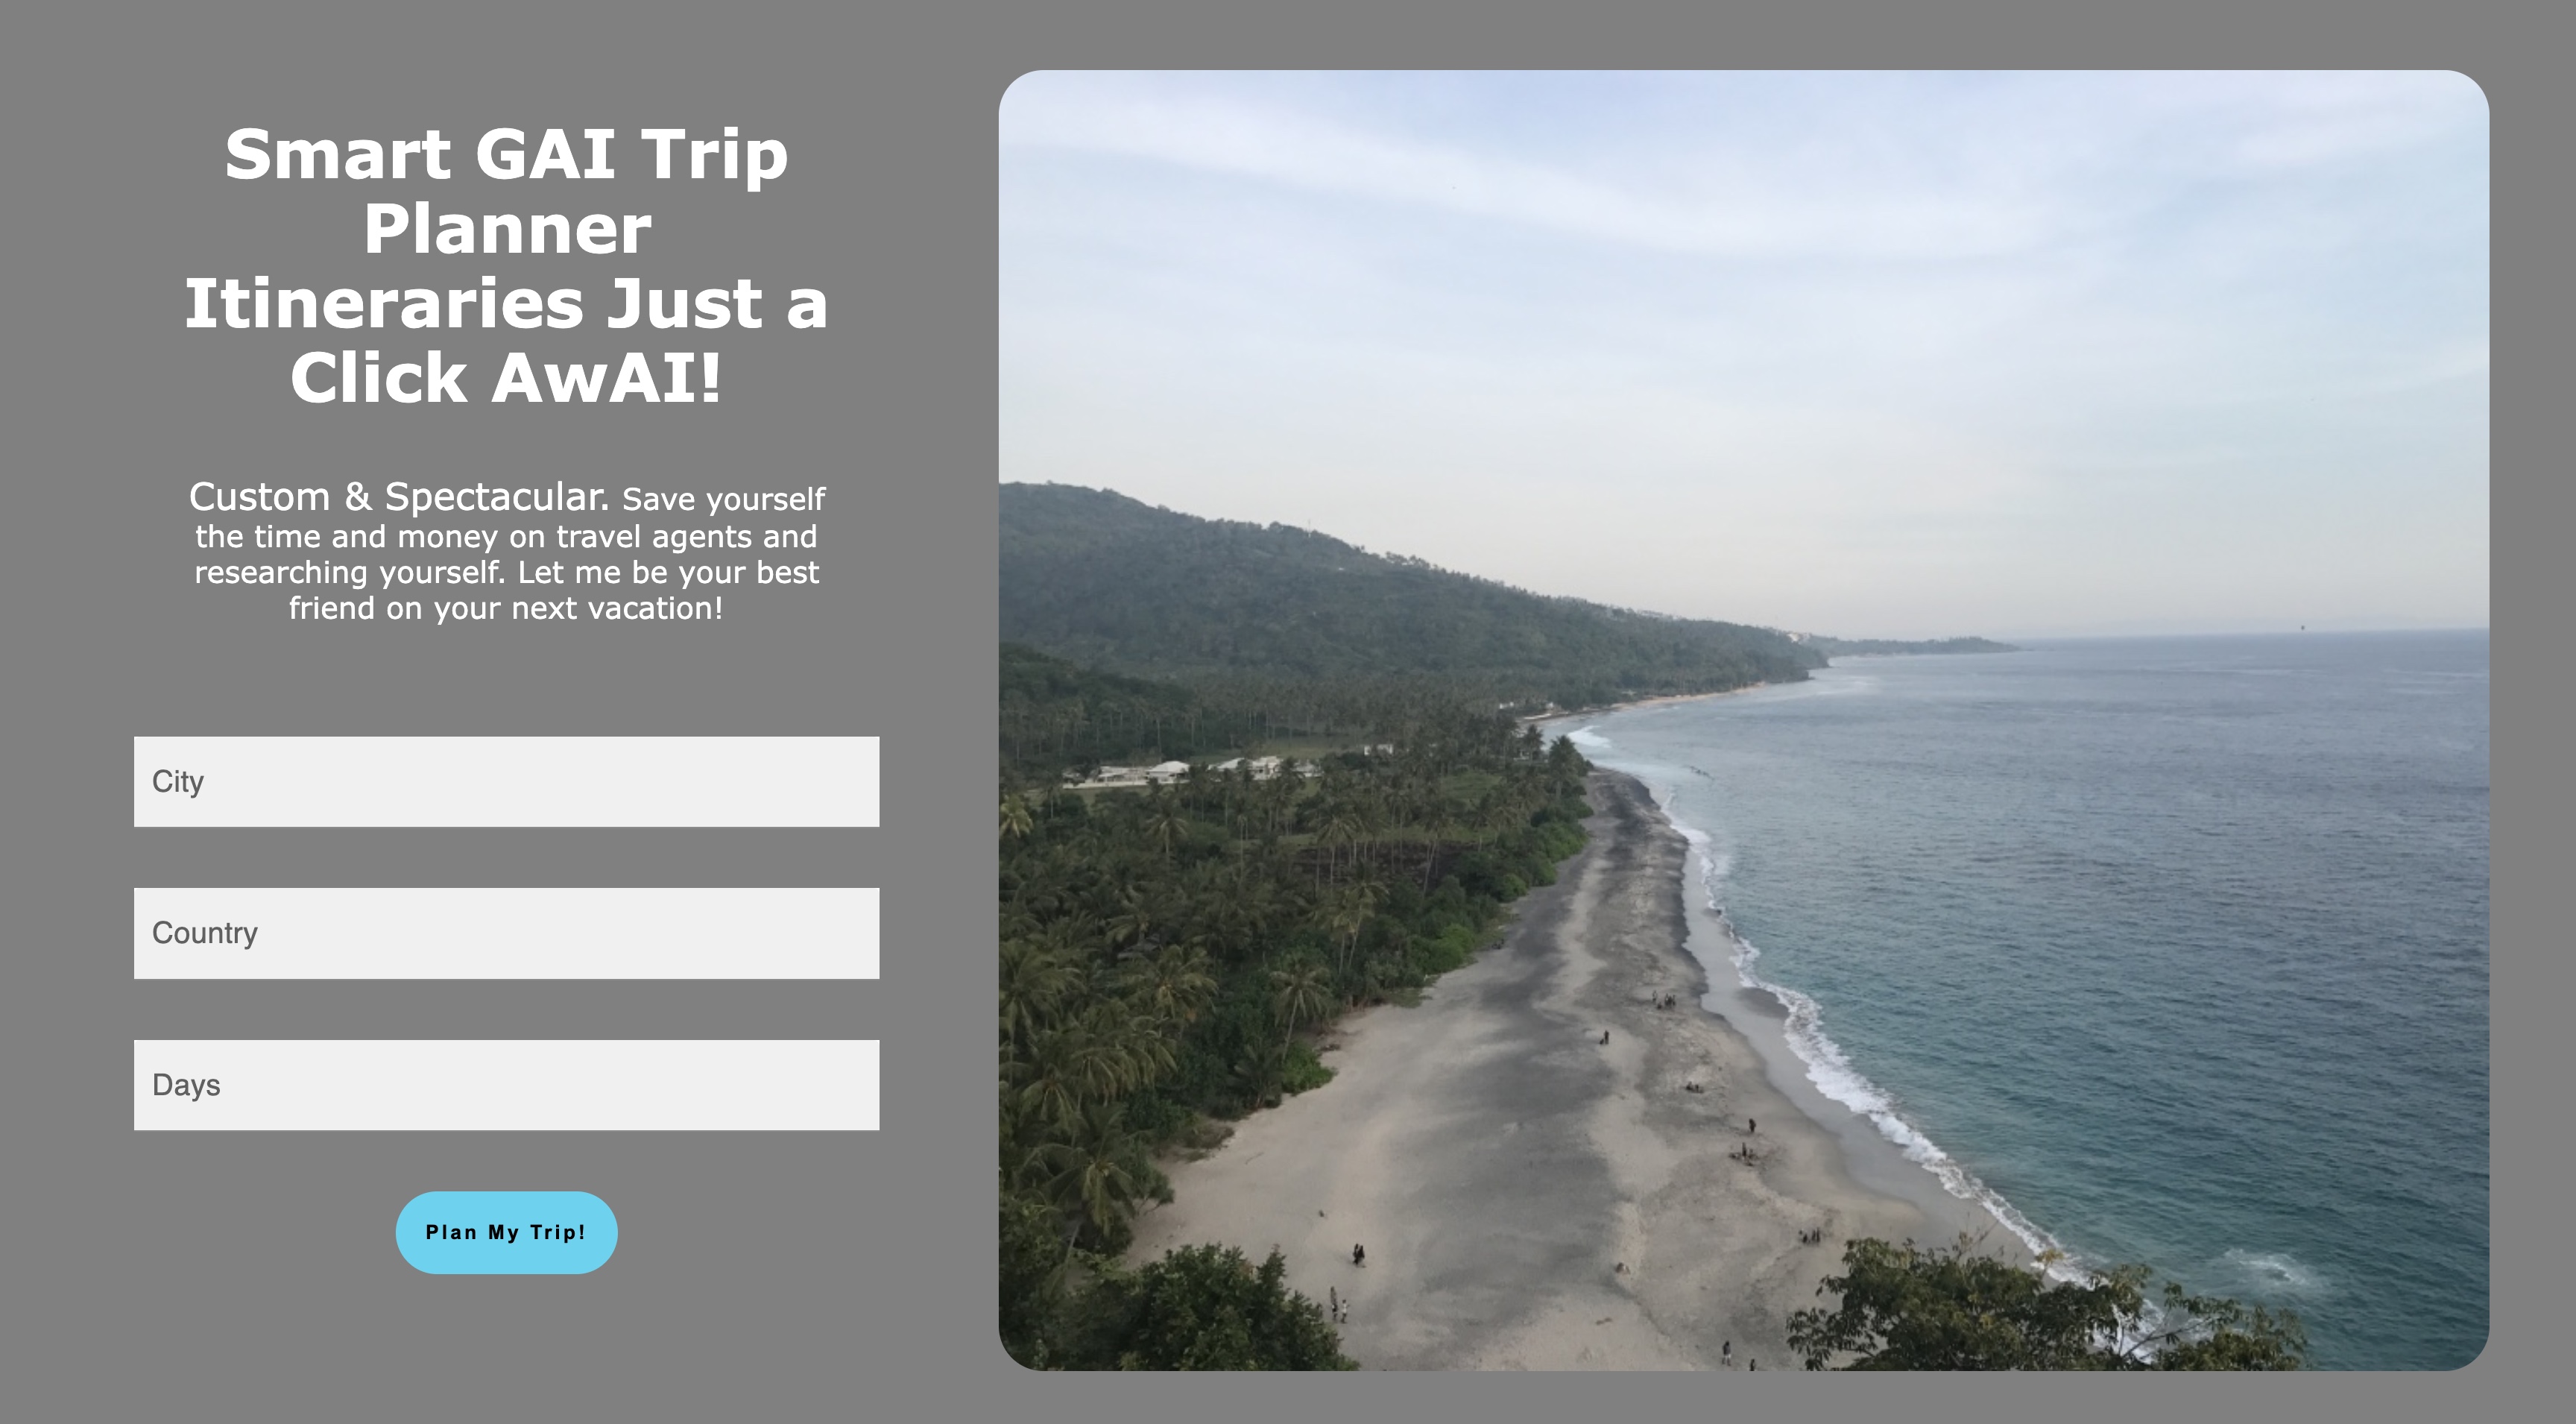 Smart GAI Trip
Planner
Itineraries Just a
Click AwAI!
Custom & Spectacular. Save yourself
the time and money on travel agents and
researching yourself. Let me be your best
friend on your next vacation!
City
Country
Days
Plan My Trip!